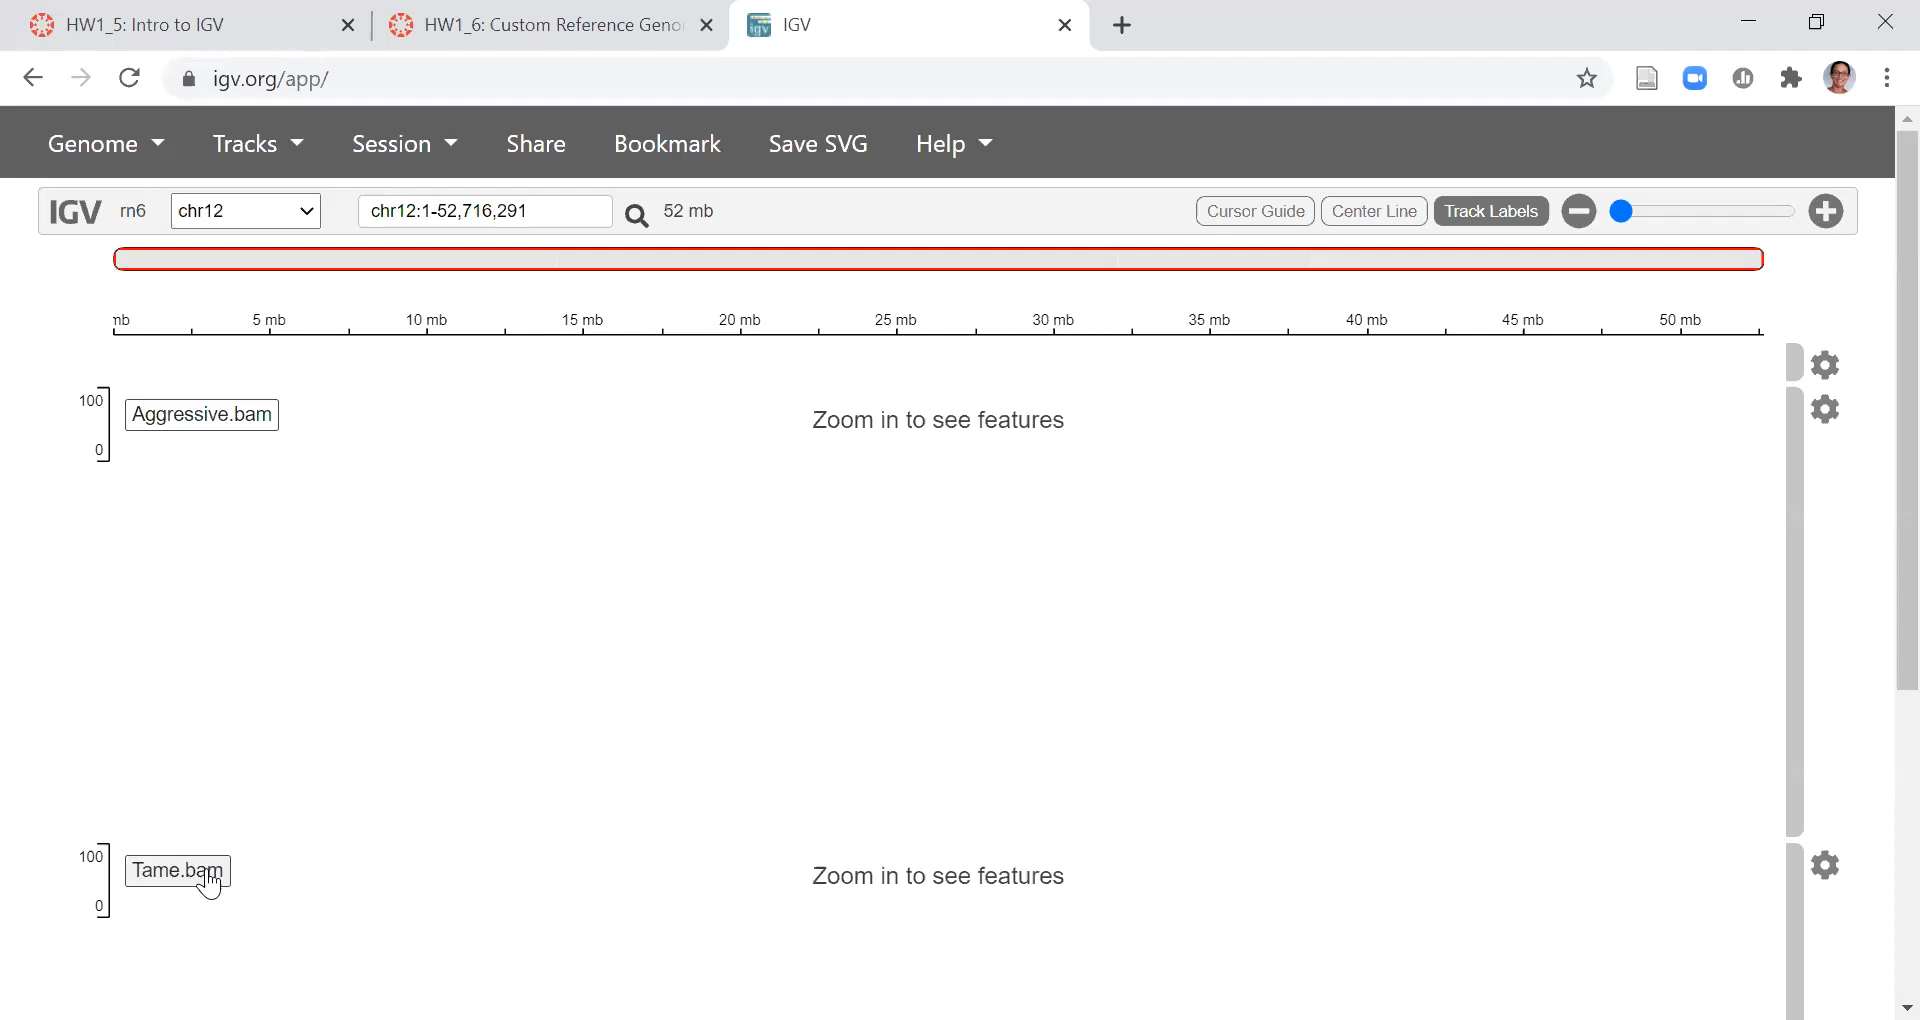 HW1_5: Intro to IGV
HW1_6: Custom Reference Geno
IGV
igv.org/app/
Genome
Tracks
Session
Share
Bookmark
Save SVG
Help
IGV
rn6
chr12
chr12:1-52,716,291
52 mb
Cursor Guide
Center Line
Track Labels
mb
5 mb
10 mb
15 mb
20 mb
25 mb
30 mb
35 mb
40 mb
45 mb
50 mb
100
0
Aggressive.bam
Zoom in to see features
100
0
Tame.bam
Zoom in to see features